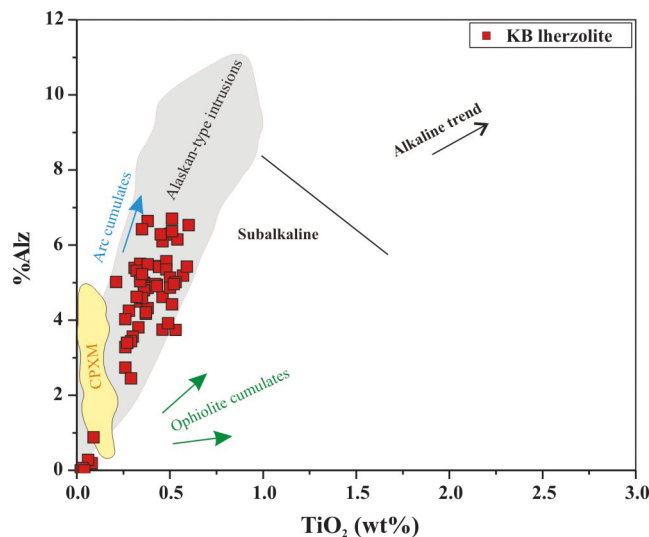 KB lherzolite
12
10
8
6
4
2
0
%Alz
Alaskan-type intrusions
Arc cumulates
Alkaline trend
Subalkaline
CPXM
Ophiolite cumulates
0.0
0.5
1.0
1.5
2.0
2.5
3.0
TiO₂ (wt%)